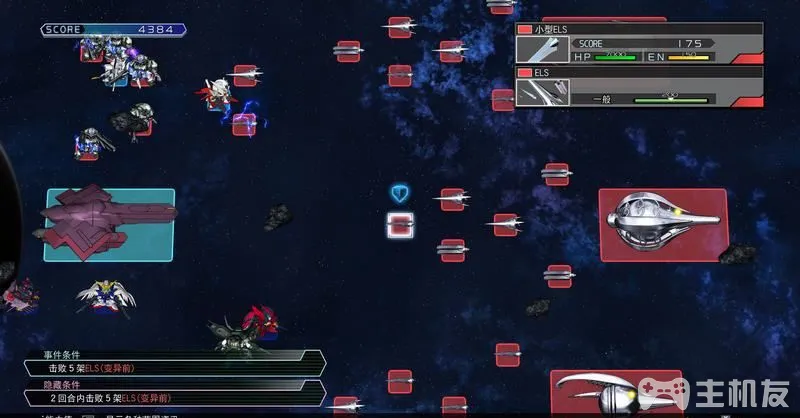 SCORE 4384
小型ELS
SCORE 175
HP EN
ELS
一般
事件条件
击败5架ELS(变异前)
隐藏条件
2回合内击败5架ELS(变异前)
主机友